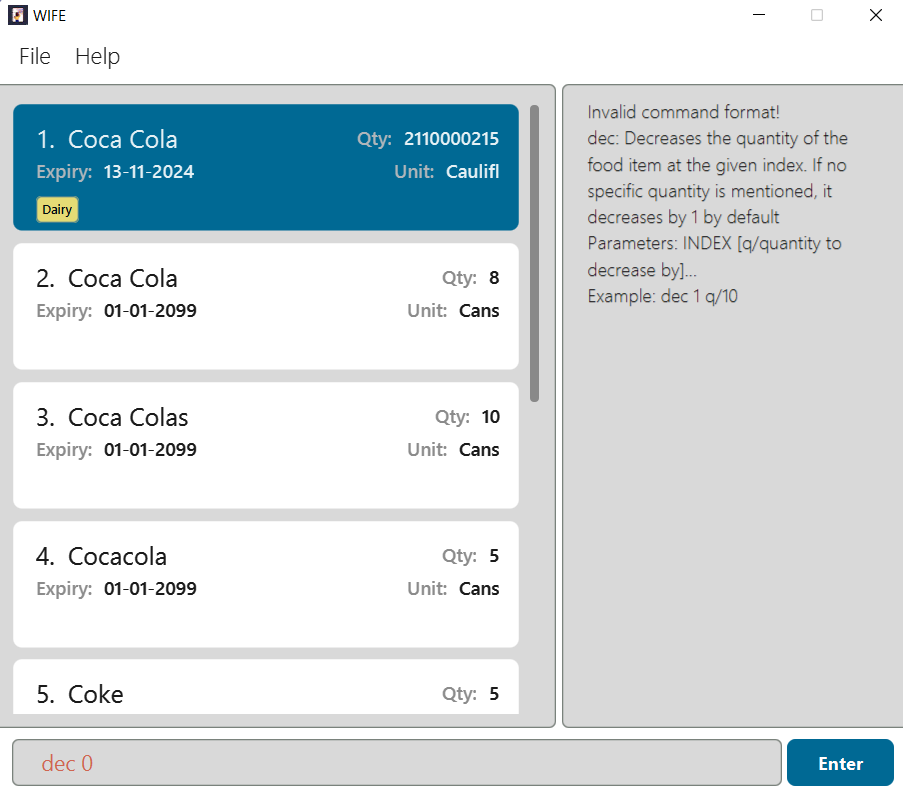 WIFE
File Help
1. Coca Cola Qty: 2110000215
Expiry: 13-11-2024 Unit: Caulifl
Dairy
2. Coca Cola Qty: 8
Expiry: 01-01-2099 Unit: Cans
3. Coca Colas Qty: 10
Expiry: 01-01-2099 Unit: Cans
4. Cocacola Qty: 5
Expiry: 01-01-2099 Unit: Cans
5. Coke Qty: 5
Invalid command format!
dec: Decreases the quantity of the
food item at the given index. If no
specific quantity is mentioned, it
decreases by 1 by default
Parameters: INDEX [q/quantity to
decrease by]...
Example: dec 1 q/10
dec 0
Enter